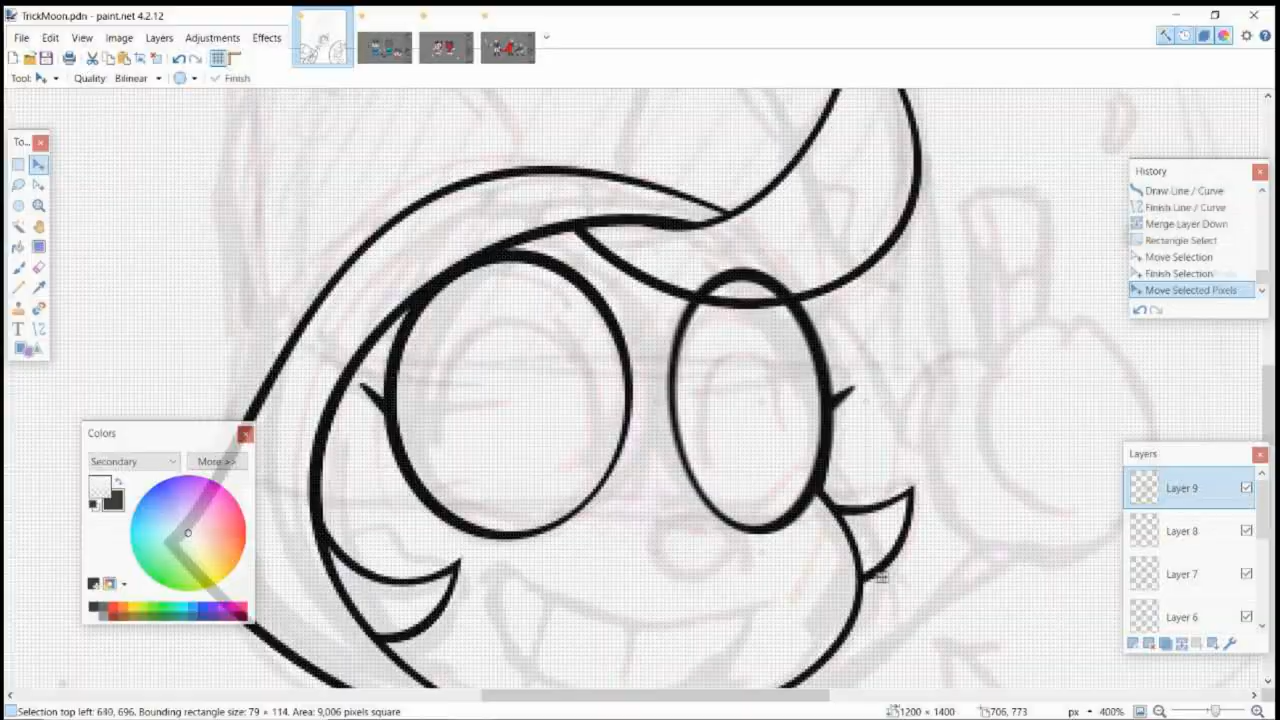 TrickMoon.pdn - paint.net 4.2.12
File Edit View Image Layers Adjustments Effects
Tool: Quality: Bilinear Finish
To...
History
Draw Line / Curve
Finish Line / Curve
Merge Layer Down
Rectangle Select
Move Selection
Finish Selection
Move Selected Pixels
Colors
Secondary More >>
Layers
Layer 9
Layer 8
Layer 7
Layer 6
Selection top left: 640, 696. Bounding rectangle size: 79 × 114. Area: 9,006 pixels square 1200 × 1400 706, 773 px 400%